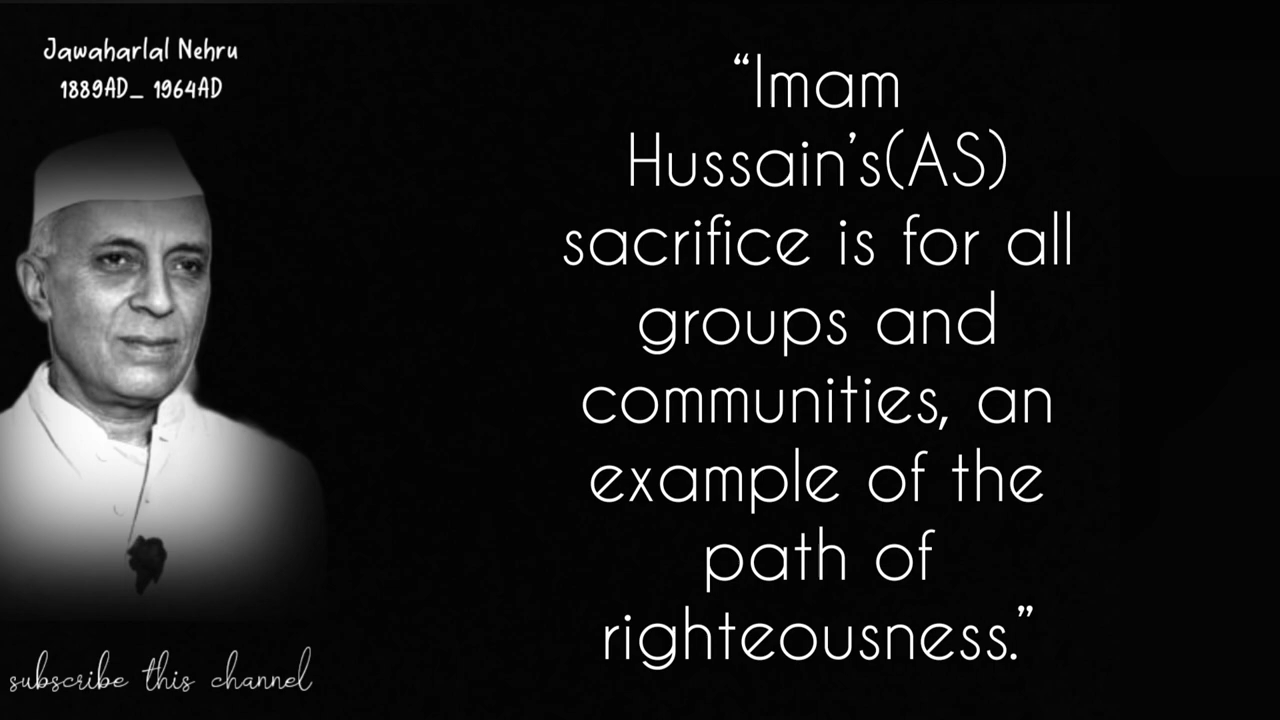 Jawaharlal Nehru
1889AD_ 1964AD
“Imam
Hussain’s(AS)
sacrifice is for all
groups and
communities, an
example of the
path of
righteousness.”
subscribe this channel